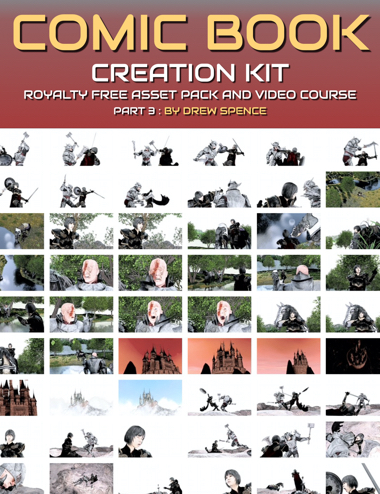 COMIC BOOK
CREATION KIT
ROYALTY FREE ASSET PACK AND VIDEO COURSE
PART 3 : BY DREW SPENCE